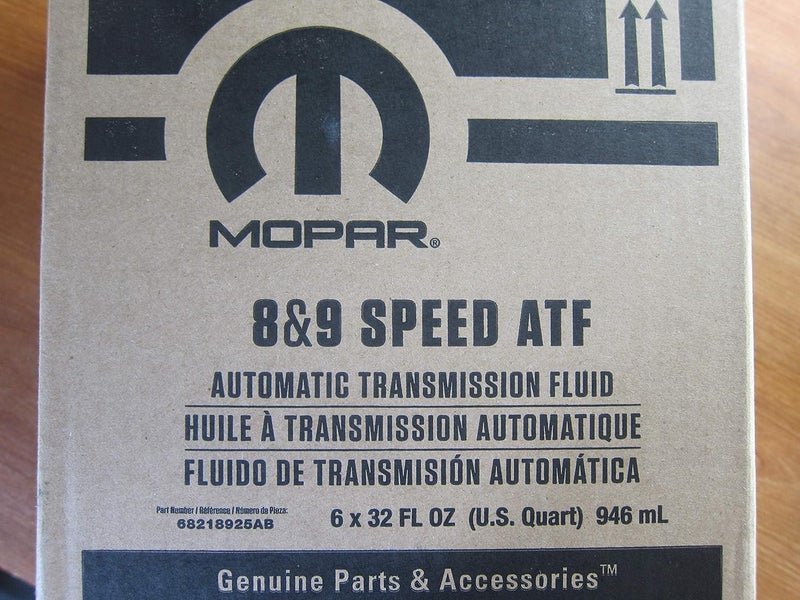 MOPAR®
8&9 SPEED ATF
AUTOMATIC TRANSMISSION FLUID
HUILE À TRANSMISSION AUTOMATIQUE
FLUIDO DE TRANSMISIÓN AUTOMÁTICA
Part Number / Référence / Número de Pieza:
68218925AB
6 x 32 FL OZ (U.S. Quart) 946 mL
Genuine Parts & Accessories™